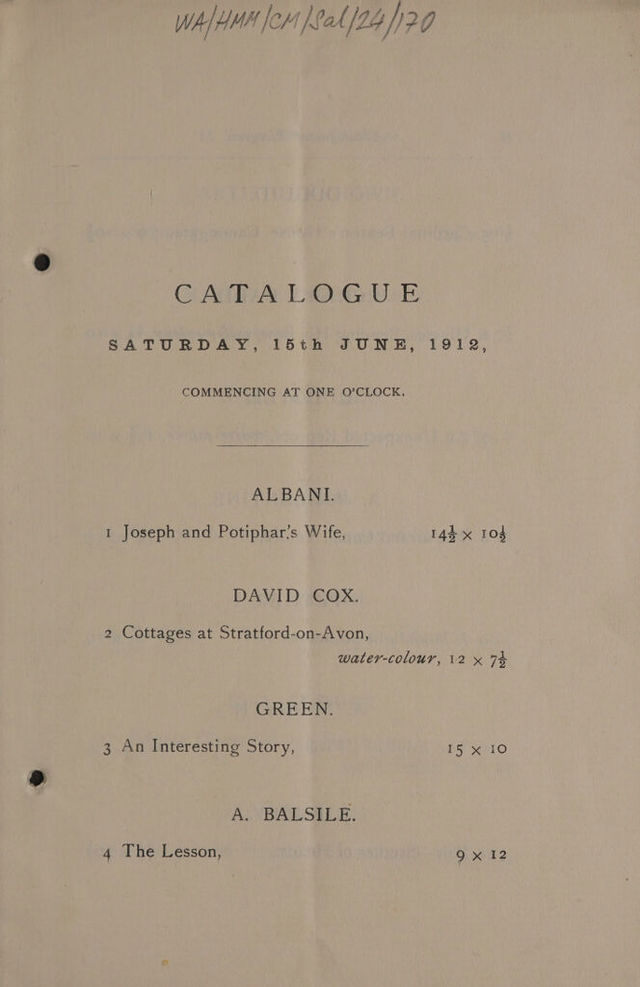 WA/HMM/CM/Sal/24/170
CATALOGUE
SATURDAY, 15th JUNE, 1912,
COMMENCING AT ONE O'CLOCK.
ALBANI.
1 Joseph and Potiphar's Wife, 14½ × 10½
DAVID COX.
2 Cottages at Stratford-on-Avon,
water-colour, 12 × 7½
GREEN.
3 An Interesting Story, 15 × 10
A. BALSILE.
4 The Lesson, 9 × 12